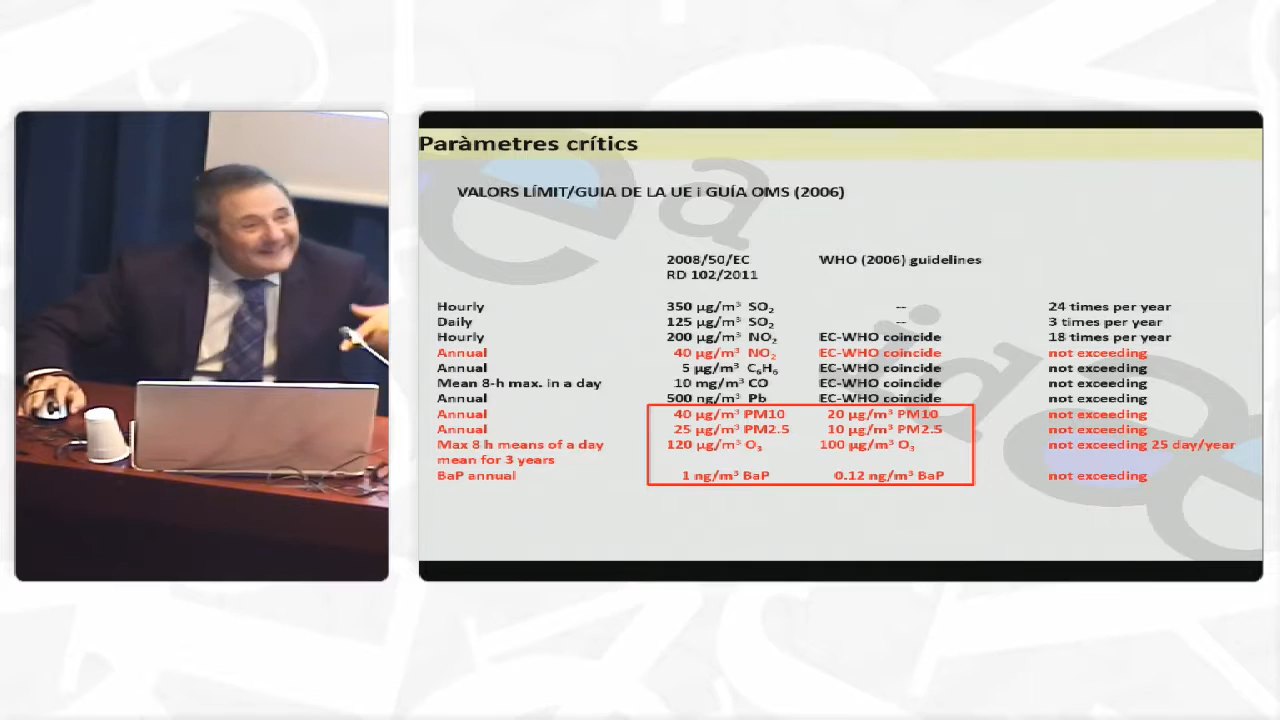 Paràmetres crítics
VALORS LÍMIT/GUIA DE LA UE i GUÍA OMS (2006)
2008/50/EC WHO (2006) guidelines
RD 102/2011
Hourly 350 µg/m³ SO₂ -- 24 times per year
Daily 125 µg/m³ SO₂ -- 3 times per year
Hourly 200 µg/m³ NO₂ EC-WHO coincide 18 times per year
Annual 40 µg/m³ NO₂ EC-WHO coincide not exceeding
Annual 5 µg/m³ C₆H₆ EC-WHO coincide not exceeding
Mean 8-h max. in a day 10 mg/m³ CO EC-WHO coincide not exceeding
Annual 500 ng/m³ Pb EC-WHO coincide not exceeding
Annual 40 µg/m³ PM10 20 µg/m³ PM10 not exceeding
Annual 25 µg/m³ PM2.5 10 µg/m³ PM2.5 not exceeding
Max 8 h means of a day 120 µg/m³ O₃ 100 µg/m³ O₃ not exceeding 25 day/year
mean for 3 years
BaP annual 1 ng/m³ BaP 0.12 ng/m³ BaP not exceeding